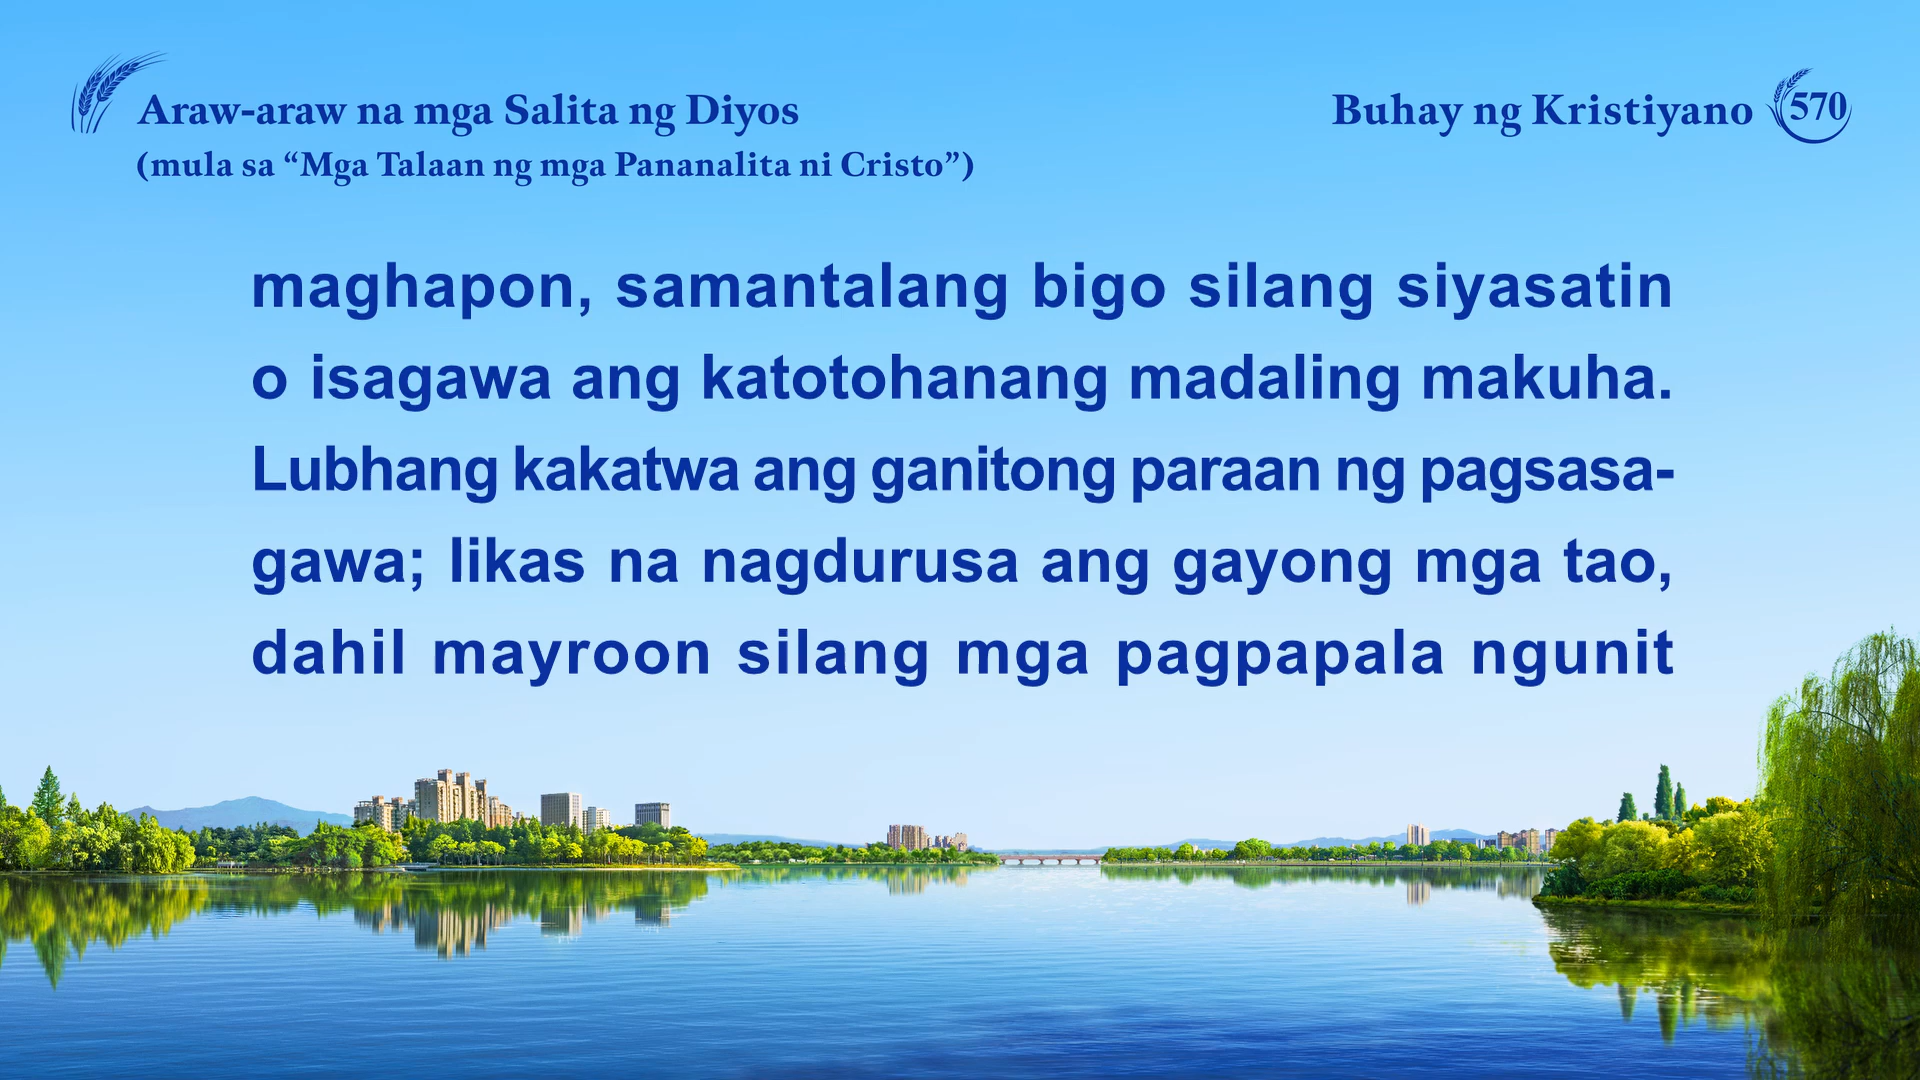 Araw-araw na mga Salita ng Diyos
(mula sa “Mga Talaan ng mga Pananalita ni Cristo”)
Buhay ng Kristiyano 570
maghapon, samantalang bigo silang siyasatin
o isagawa ang katotohanang madaling makuha.
Lubhang kakatwa ang ganitong paraan ng pagsasa-
gawa; likas na nagdurusa ang gayong mga tao,
dahil mayroon silang mga pagpapala ngunit